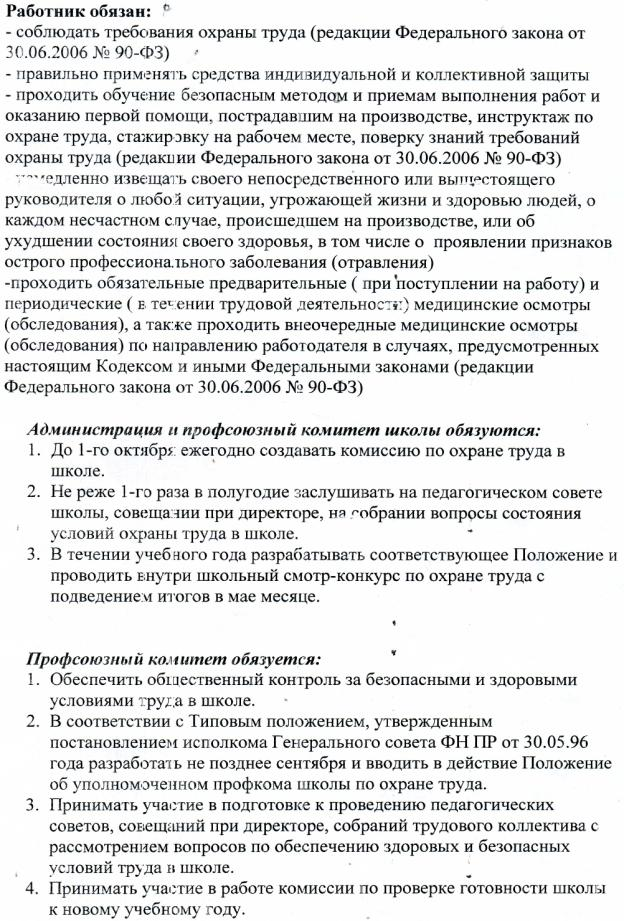 Работник обязан:
- соблюдать требования охраны труда (редакции Федерального закона от
30.06.2006 № 90-ФЗ)
- правильно применять средства индивидуальной и коллективной защиты
- проходить обучение безопасным методом и приемам выполнения работ и
оказанию первой помощи, пострадавшим на производстве, инструктаж по
охране труда, стажировку на рабочем месте, поверку знаний требований
охраны труда (редакции Федерального закона от 30.06.2006 № 90-ФЗ)
- немедленно извещать своего непосредственного или вышестоящего
руководителя о любой ситуации, угрожающей жизни и здоровью людей, о
каждом несчастном случае, происшедшем на производстве, или об
ухудшении состояния своего здоровья, в том числе о проявлении признаков
острого профессионального заболевания (отравления)
-проходить обязательные предварительные ( при поступлении на работу) и
периодические ( в течении трудовой деятельности) медицинские осмотры
(обследования), а также проходить внеочередные медицинские осмотры
(обследования) по направлению работодателя в случаях, предусмотренных
настоящим Кодексом и иными Федеральными законами (редакции
Федерального закона от 30.06.2006 № 90-ФЗ)
Администрация и профсоюзный комитет школы обязуются:
1. До 1-го октября ежегодно создавать комиссию по охране труда в
школе.
2. Не реже 1-го раза в полугодие заслушивать на педагогическом совете
школы, совещании при директоре, на собрании вопросы состояния
условий охраны труда в школе.
3. В течении учебного года разрабатывать соответствующее Положение и
проводить внутри школьный смотр-конкурс по охране труда с
подведением итогов в мае месяце.
Профсоюзный комитет обязуется:
1. Обеспечить общественный контроль за безопасными и здоровыми
условиями труда в школе.
2. В соответствии с Типовым положением, утвержденным
постановлением исполкома Генерального совета ФН ПР от 30.05.96
года разработать не позднее сентября и вводить в действие Положение
об уполномоченном профкома школы по охране труда.
3. Принимать участие в подготовке к проведению педагогических
советов, совещаний при директоре, собраний трудового коллектива с
рассмотрением вопросов по обеспечению здоровых и безопасных
условий труда в школе.
4. Принимать участие в работе комиссии по проверке готовности школы
к новому учебному году.